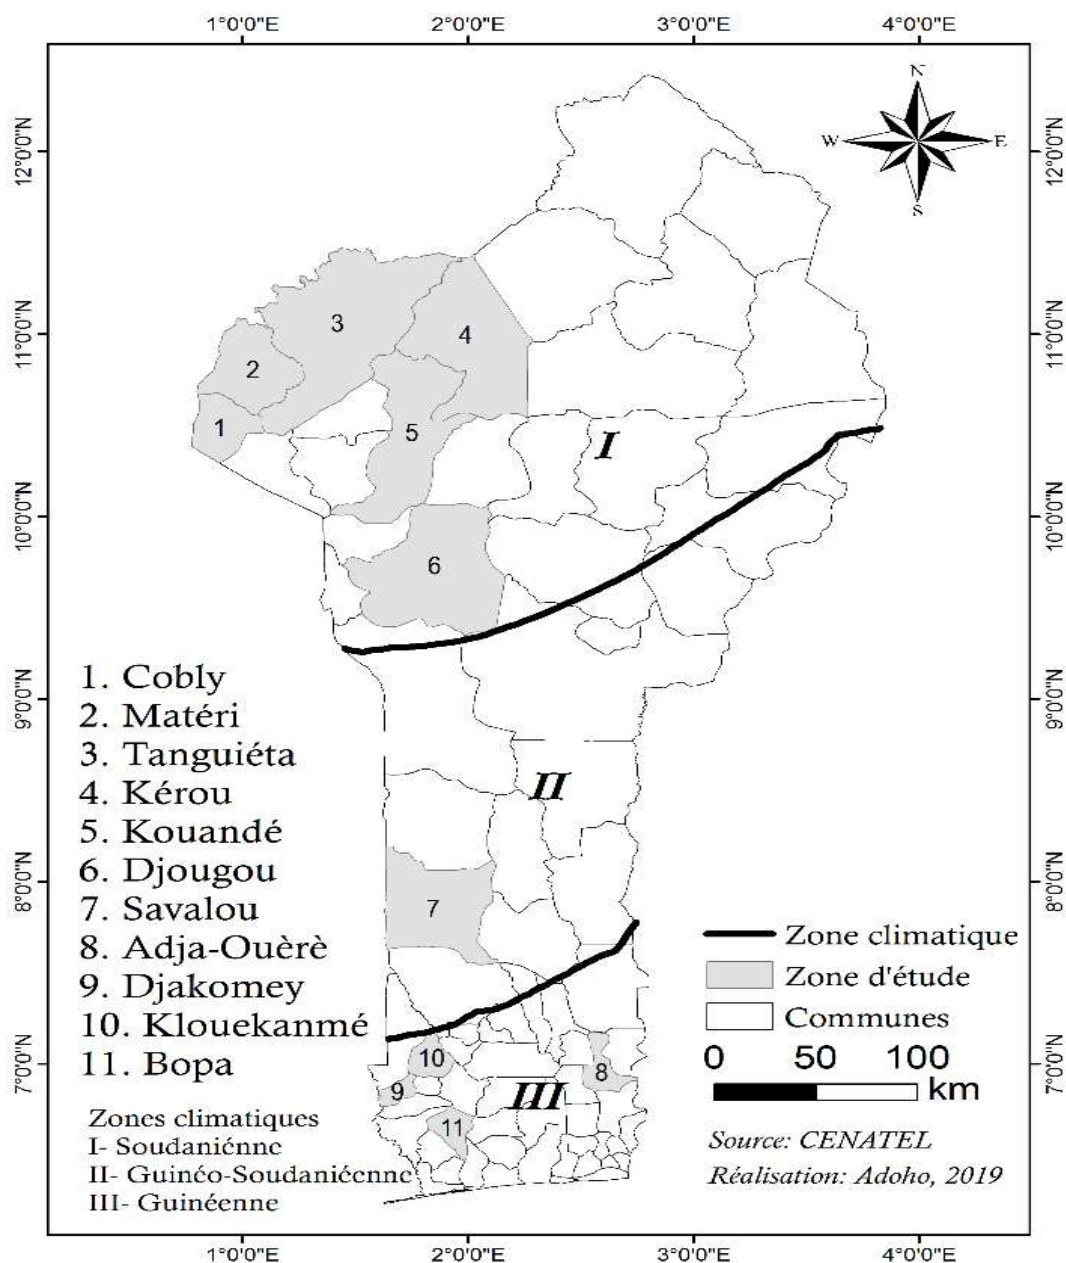 1°0'0"E 2°0'0"E 3°0'0"E 4°0'0"E
N
W E
S
12°0'0"N 12°0'0"N
11°0'0"N 11°0'0"N
10°0'0"N 10°0'0"N
9°0'0"N 9°0'0"N
8°0'0"N 8°0'0"N
7°0'0"N 7°0'0"N
3
4
2
1
5
I
6
II
7
10
8
9
III
11
1. Cobly
2. Matéri
3. Tanguiéta
4. Kérou
5. Kouandé
6. Djougou
7. Savalou
8. Adja-Ouèrè
9. Djakomey
10. Klouekanmé
11. Bopa
Zones climatiques
I- Soudaniénne
II- Guinéo-Soudaniéenne
III- Guinéenne
Zone climatique
Zone d'étude
Communes
0 50 100
km
Source: CENATEL
Réalisation: Adoho, 2019
1°0'0"E 2°0'0"E 3°0'0"E 4°0'0"E